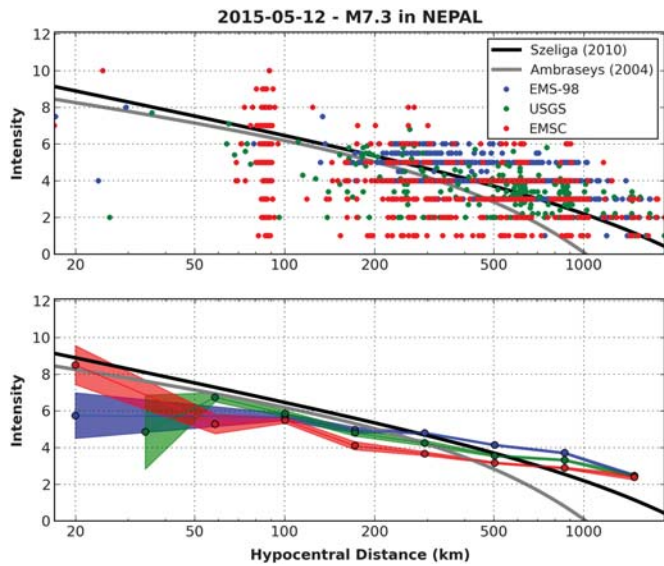 2015-05-12 - M7.3 in NEPAL
12
10
8
6
4
2
0
Intensity
Szeliga (2010)
Ambraseys (2004)
EMS-98
USGS
EMSC
20 50 100 200 500 1000
12
10
8
6
4
2
0
Intensity
20 50 100 200 500 1000
Hypocentral Distance (km)